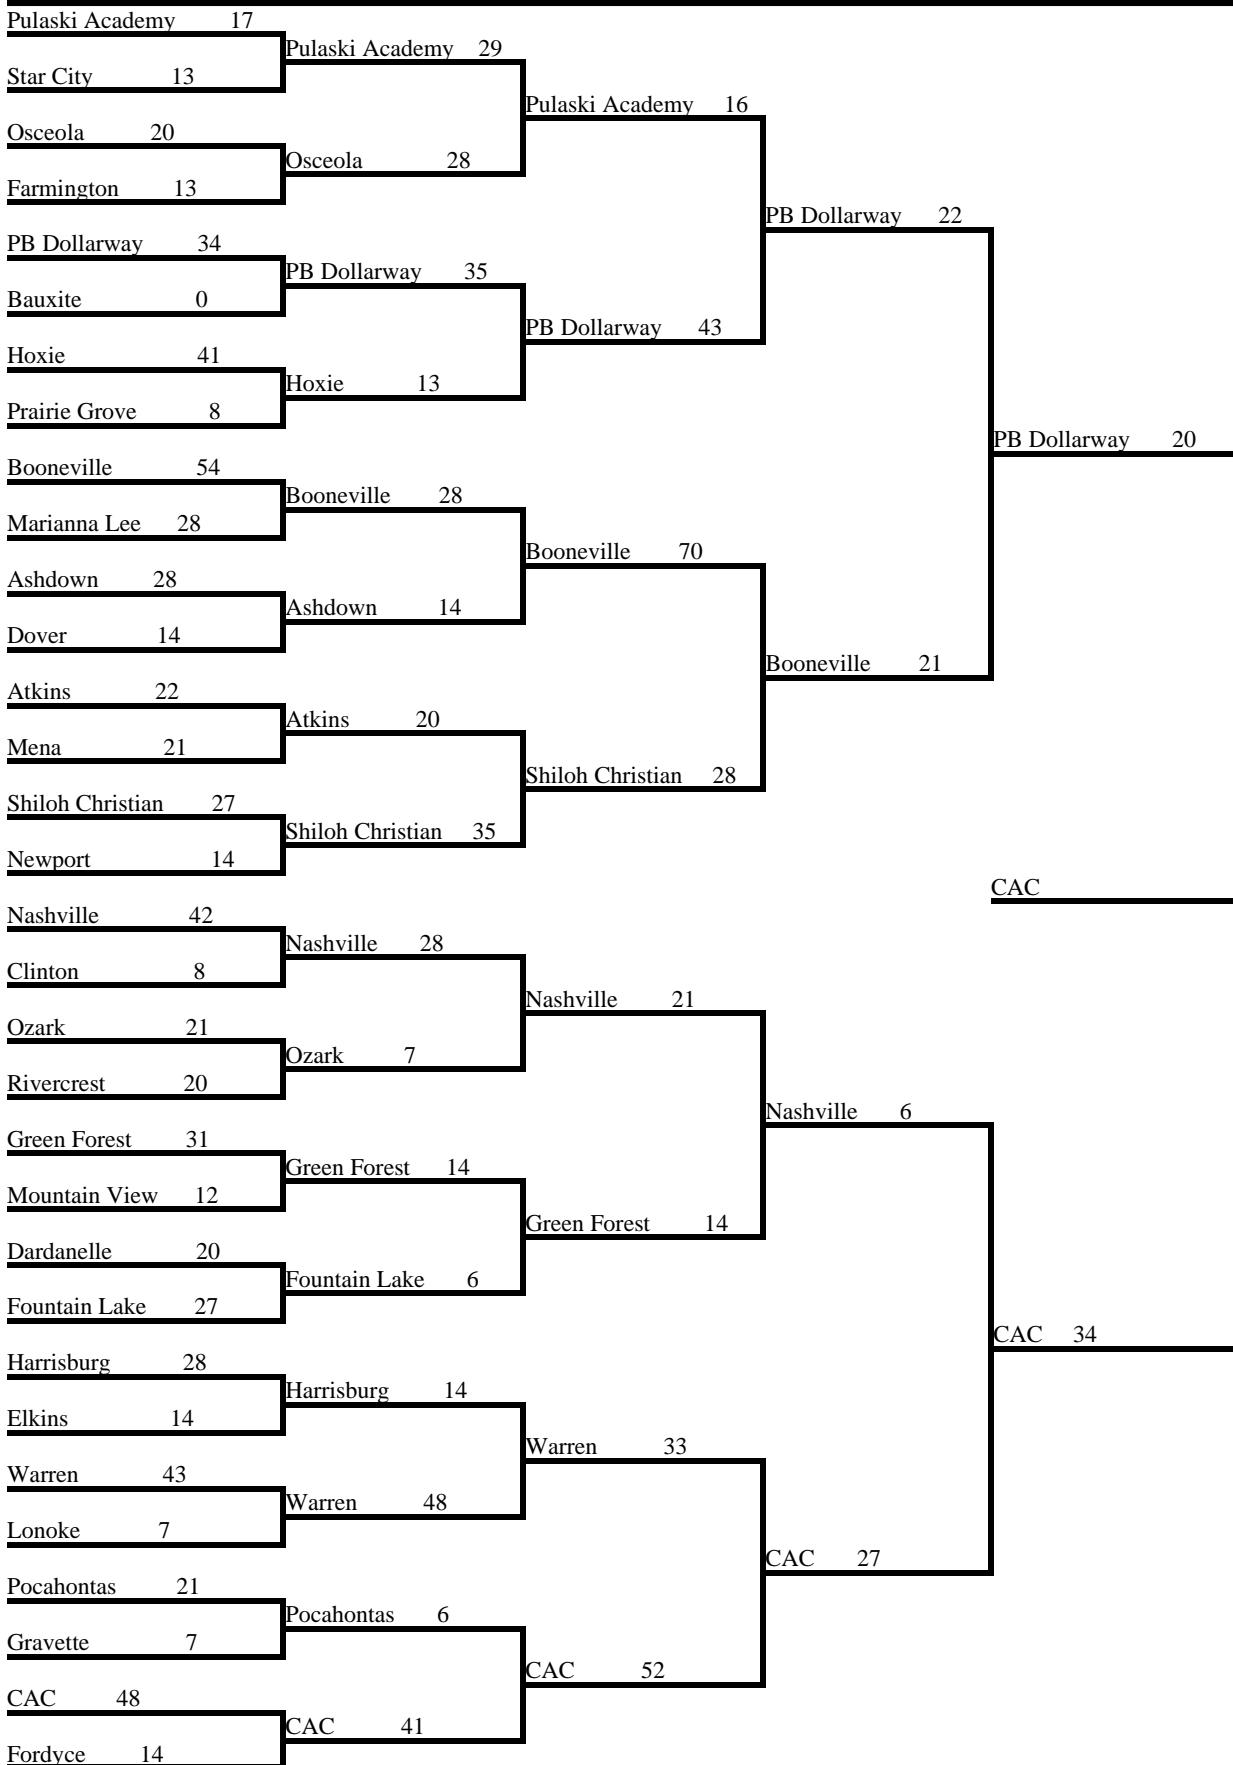 Pulaski Academy 17
Pulaski Academy 29
Star City 13
Pulaski Academy 16
Osceola 20
Osceola 28
Farmington 13
PB Dollarway 22
PB Dollarway 34
PB Dollarway 35
Bauxite 0
PB Dollarway 43
Hoxie 41
Hoxie 13
Prairie Grove 8
PB Dollarway 20
Booneville 54
Booneville 28
Marianna Lee 28
Booneville 70
Ashdown 28
Ashdown 14
Dover 14
Booneville 21
Atkins 22
Atkins 20
Mena 21
Shiloh Christian 28
Shiloh Christian 27
Shiloh Christian 35
Newport 14
CAC
Nashville 42
Nashville 28
Clinton 8
Nashville 21
Ozark 21
Ozark 7
Rivercrest 20
Nashville 6
Green Forest 31
Green Forest 14
Mountain View 12
Green Forest 14
Dardanelle 20
Fountain Lake 6
Fountain Lake 27
CAC 34
Harrisburg 28
Harrisburg 14
Elkins 14
Warren 33
Warren 43
Warren 48
Lonoke 7
CAC 27
Pocahontas 21
Pocahontas 6
Gravette 7
CAC 52
CAC 48
CAC 41
Fordyce 14